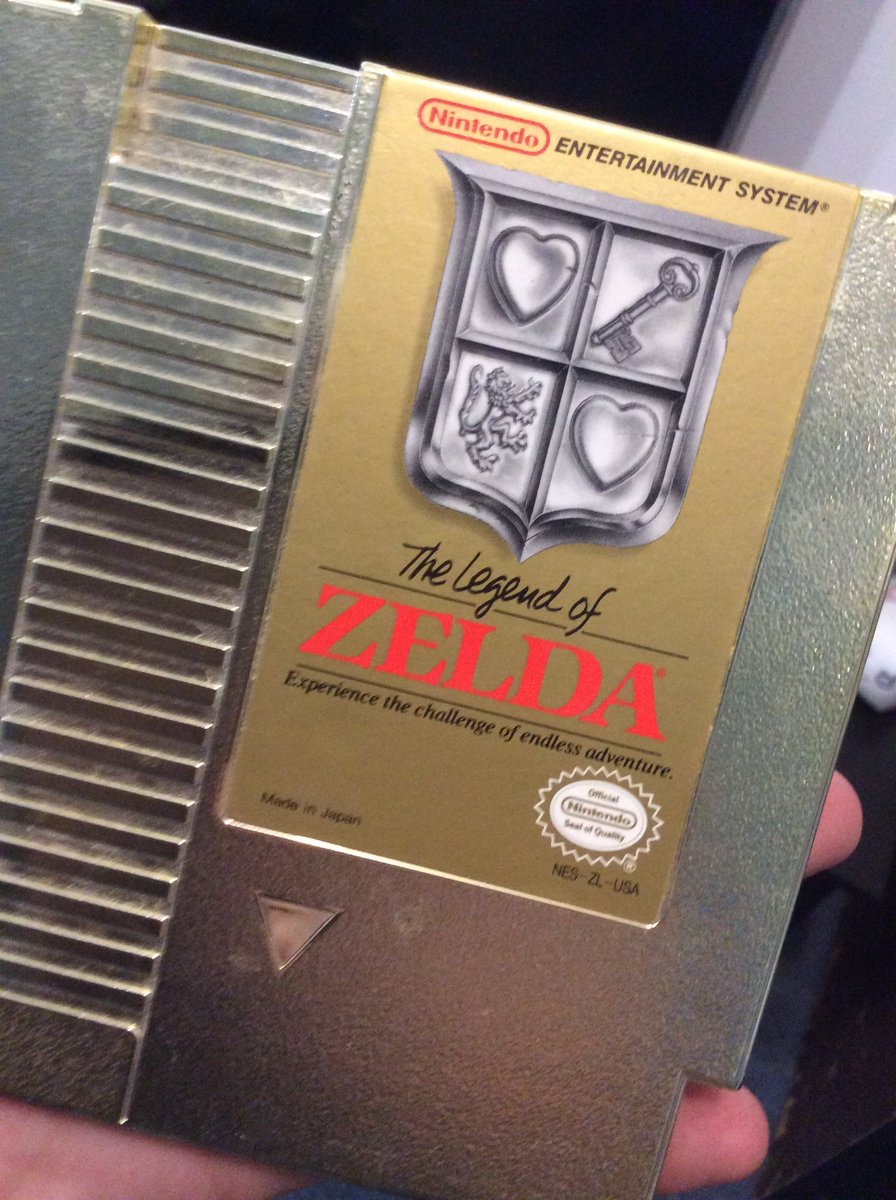 Nintendo ENTERTAINMENT SYSTEM®
The Legend of
ZELDA®
Experience the challenge of endless adventure.
Made in Japan
Official
Nintendo
Seal of Quality
®
NES-ZL-USA